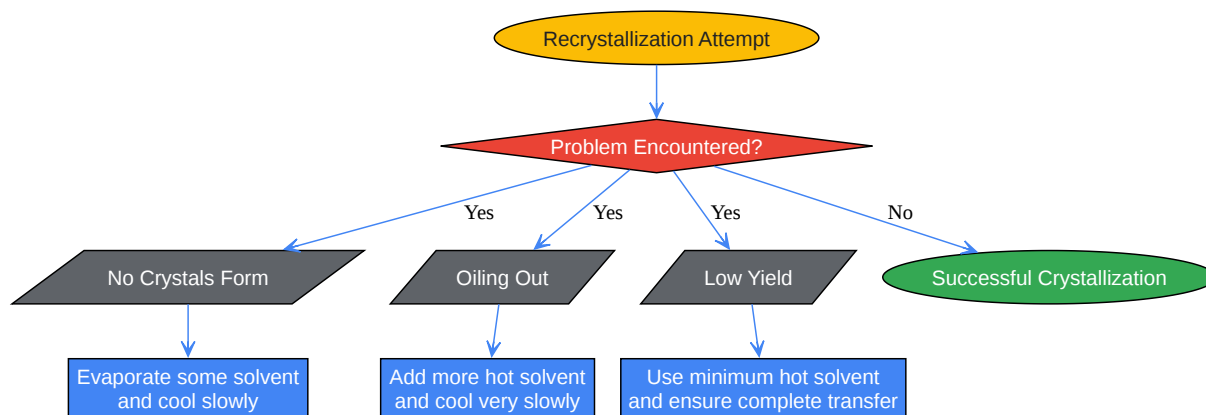 Recrystallization Attempt
Problem Encountered?
Yes
Yes
Yes
No
No Crystals Form
Oiling Out
Low Yield
Successful Crystallization
Evaporate some solvent
and cool slowly
Add more hot solvent
and cool very slowly
Use minimum hot solvent
and ensure complete transfer